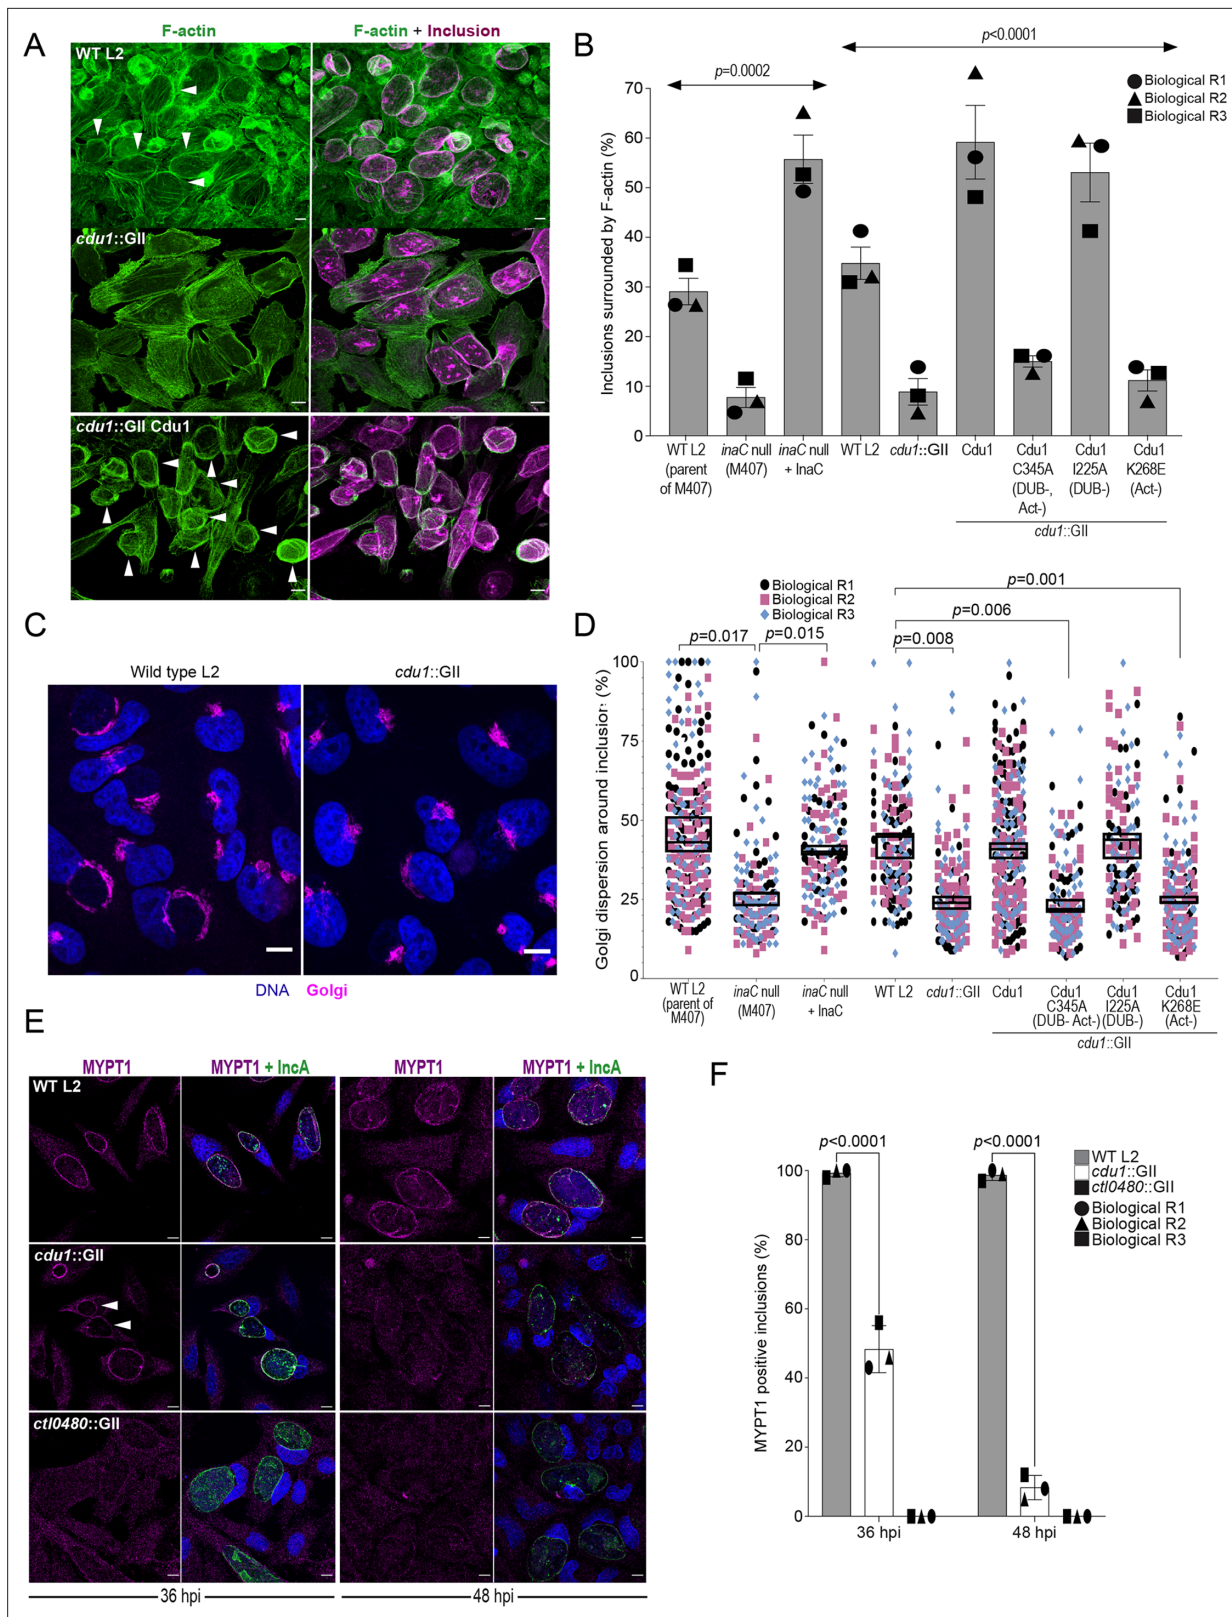 A
F-actin
F-actin + Inclusion
WT L2
cdu1::GII
cdu1::GII Cdu1
B
p<0.0001
p=0.0002
Biological R1
Biological R2
Biological R3
Inclusions surrounded by F-actin (%)
70
60
50
40
30
20
10
0
WT L2 (parent of M407)
inaC null (M407)
inaC null + InaC
WT L2
cdu1::GII
Cdu1
Cdu1 C345A (DUB-, Act-)
Cdu1 I225A (DUB-)
Cdu1 K268E (Act-)
cdu1::GII
C
Wild type L2
cdu1::GII
DNA Golgi
D
Biological R1
Biological R2
Biological R3
p=0.001
p=0.006
p=0.017
p=0.015
p=0.008
Golgi dispersion around inclusion (%)
100
75
50
25
0
WT L2 (parent of M407)
inaC null (M407)
inaC null + InaC
WT L2
cdu1::GII
Cdu1
Cdu1 C345A (DUB- Act-)
Cdu1 I225A (DUB-)
Cdu1 K268E (Act-)
cdu1::GII
E
MYPT1
MYPT1 + IncA
MYPT1
MYPT1 + IncA
WT L2
cdu1::GII
ctl0480::GII
36 hpi
48 hpi
F
p<0.0001
p<0.0001
WT L2
cdu1::GII
ctl0480::GII
Biological R1
Biological R2
Biological R3
MYPT1 positive inclusions (%)
100
80
60
40
20
0
36 hpi
48 hpi